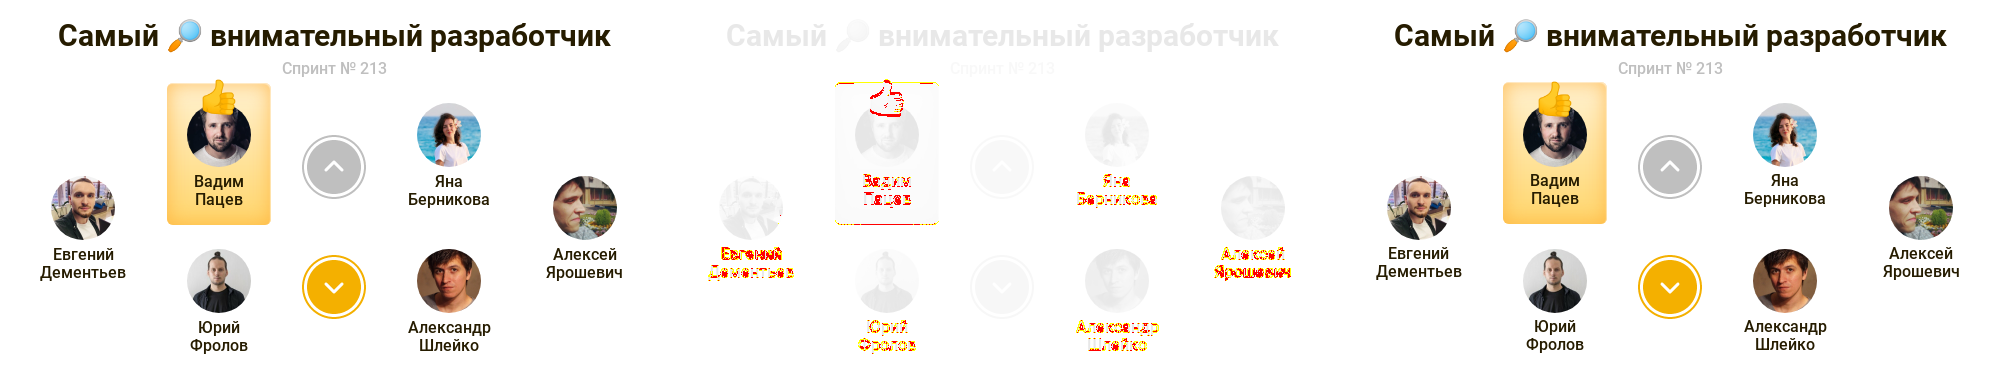 Самый 🔎 внимательный разработчик
Спринт № 213
Вадим
Пацев
Яна
Берникова
Евгений
Дементьев
Алексей
Ярошевич
Юрий
Фролов
Александр
Шлейко
Самый 🔎 внимательный разработчик
Спринт № 213
Вадим
Пацев
Яна
Берникова
Евгений
Дементьев
Алексей
Ярошевич
Юрий
Фролов
Александр
Шлейко
Самый 🔎 внимательный разработчик
Спринт № 213
Вадим
Пацев
Яна
Берникова
Евгений
Дементьев
Алексей
Ярошевич
Юрий
Фролов
Александр
Шлейко